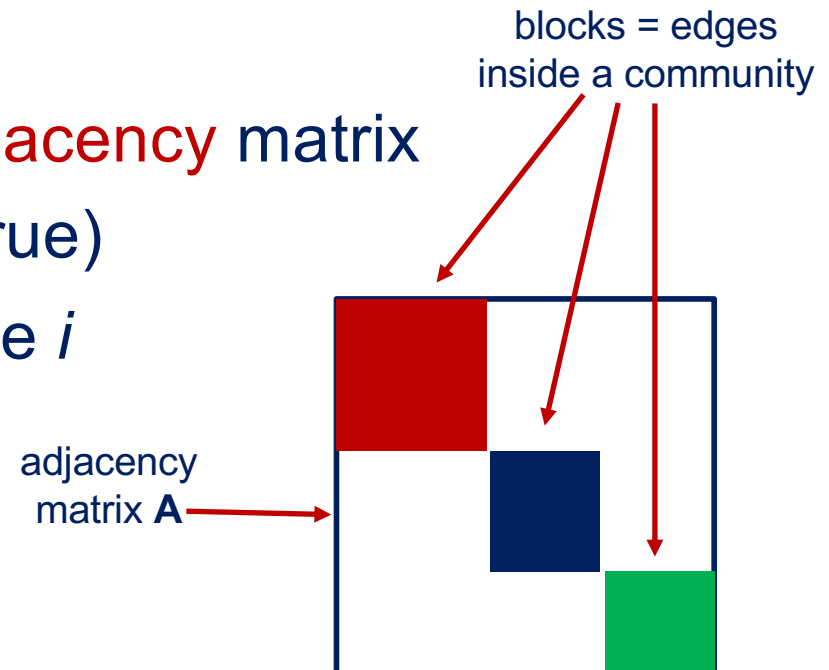 blocks = edges
inside a community
acency matrix
rue)
e i
adjacency
matrix A